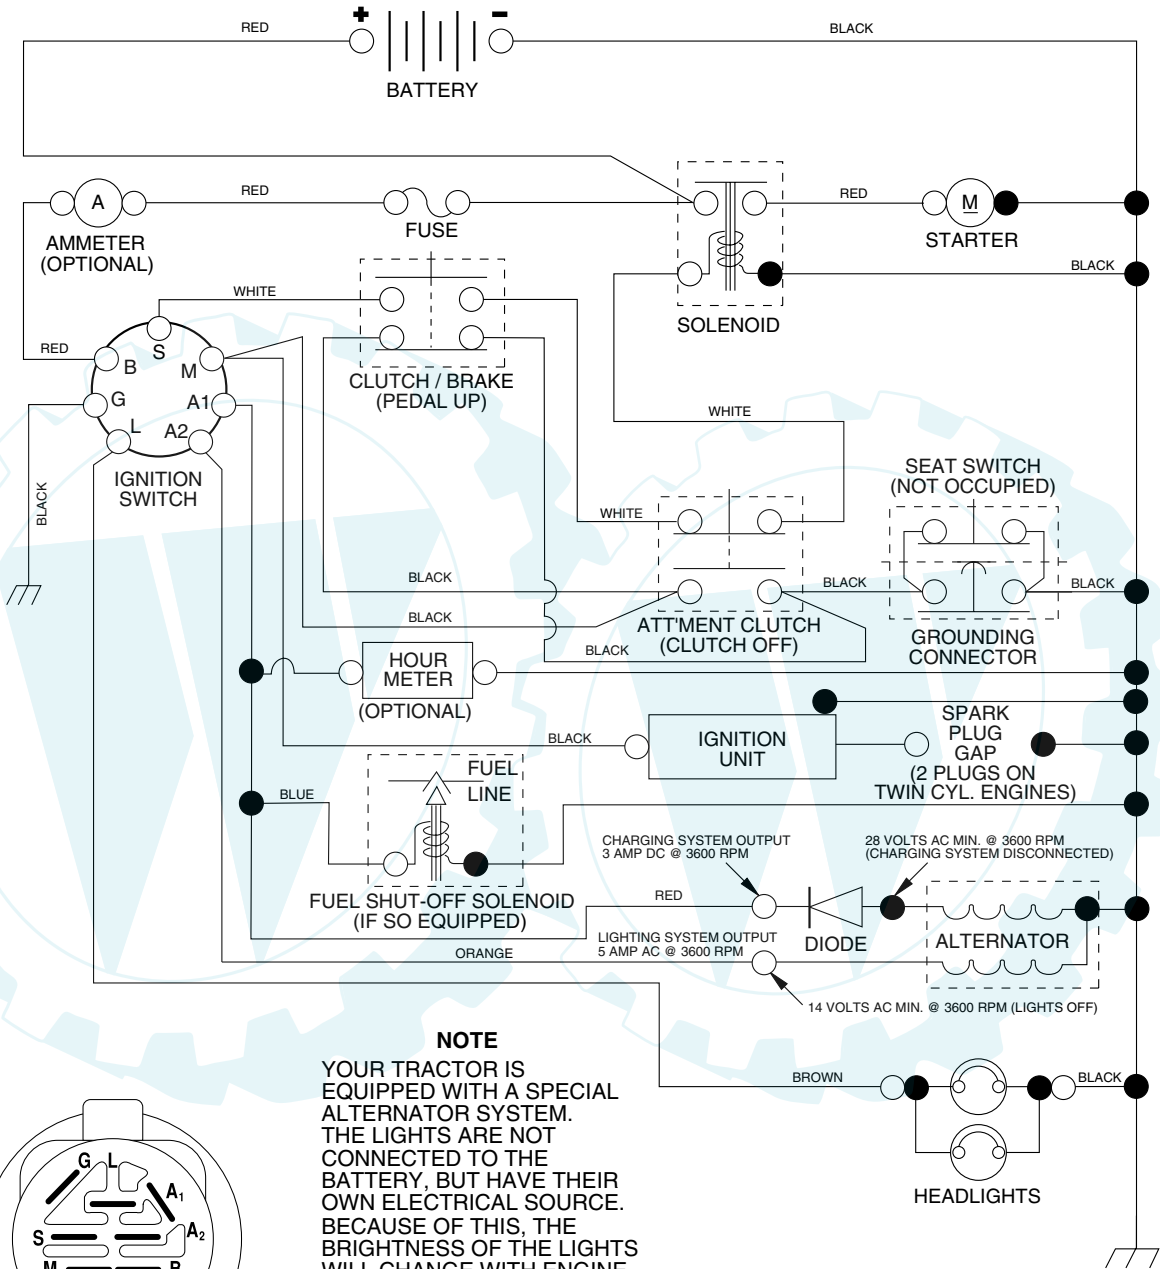 RED
+
-
BLACK
BATTERY
A
RED
AMMETER
(OPTIONAL)
FUSE
RED
M
STARTER
BLACK
SOLENOID
WHITE
RED
S
B
M
G
A1
L
A2
IGNITION
SWITCH
BLACK
CLUTCH / BRAKE
(PEDAL UP)
WHITE
WHITE
SEAT SWITCH
(NOT OCCUPIED)
BLACK
BLACK
BLACK
BLACK
ATT'MENT CLUTCH
(CLUTCH OFF)
BLACK
GROUNDING
CONNECTOR
HOUR
METER
(OPTIONAL)
BLACK
IGNITION
UNIT
SPARK
PLUG
GAP
(2 PLUGS ON
TWIN CYL. ENGINES)
BLUE
FUEL
LINE
FUEL SHUT-OFF SOLENOID
(IF SO EQUIPPED)
CHARGING SYSTEM OUTPUT
3 AMP DC @ 3600 RPM
28 VOLTS AC MIN. @ 3600 RPM
(CHARGING SYSTEM DISCONNECTED)
RED
DIODE
ALTERNATOR
LIGHTING SYSTEM OUTPUT
5 AMP AC @ 3600 RPM
ORANGE
14 VOLTS AC MIN. @ 3600 RPM (LIGHTS OFF)
BROWN
BLACK
HEADLIGHTS
NOTE
YOUR TRACTOR IS
EQUIPPED WITH A SPECIAL
ALTERNATOR SYSTEM.
THE LIGHTS ARE NOT
CONNECTED TO THE
BATTERY, BUT HAVE THEIR
OWN ELECTRICAL SOURCE.
BECAUSE OF THIS, THE
BRIGHTNESS OF THE LIGHTS
WILL CHANGE WITH ENGINE
G
L
A1
S
A2
M
B